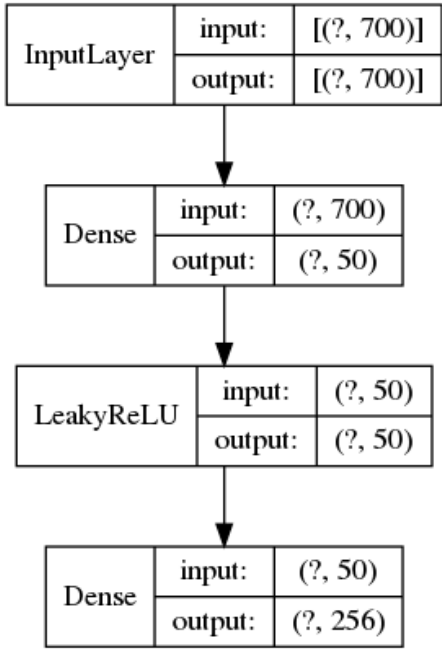 InputLayer
input: [(?, 700)]
output: [(?, 700)]
Dense
input: (?, 700)
output: (?, 50)
LeakyReLU
input: (?, 50)
output: (?, 50)
Dense
input: (?, 50)
output: (?, 256)